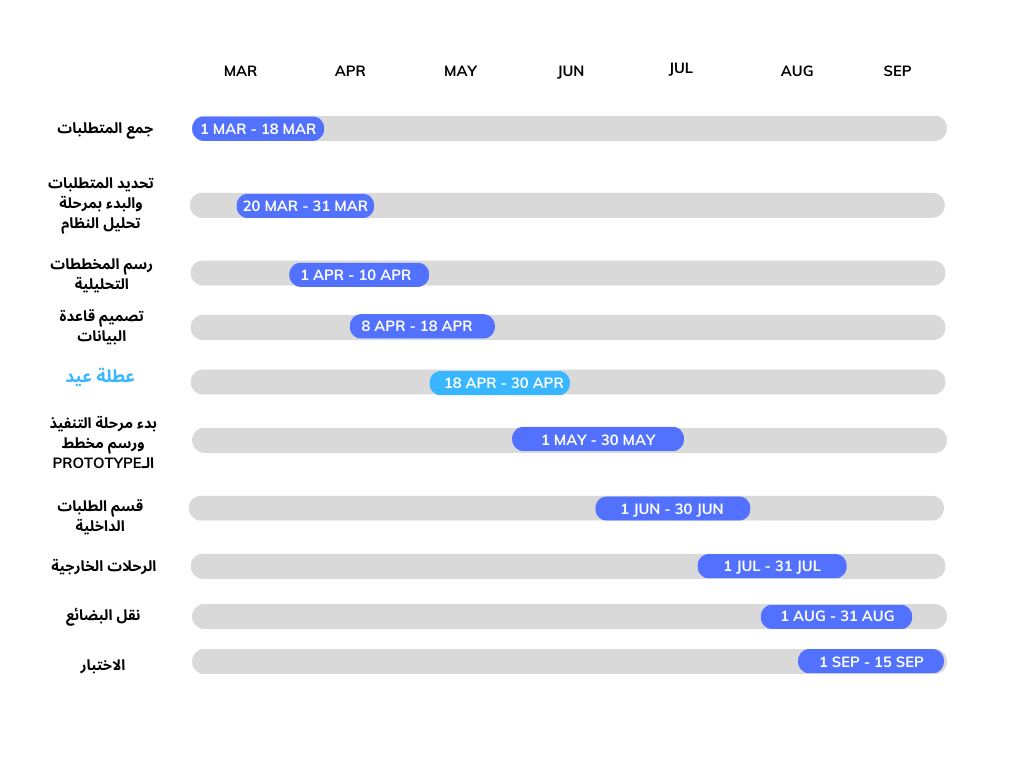 MAR APR MAY JUN JUL AUG SEP
جمع المتطلبات
1 MAR - 18 MAR
تحديد المتطلبات
والبدء بمرحلة
تحليل النظام
20 MAR - 31 MAR
رسم المخططات
التحليلية
1 APR - 10 APR
تصميم قاعدة
البيانات
8 APR - 18 APR
عطلة عيد
18 APR - 30 APR
بدء مرحلة التنفيذ
ورسم مخطط
الـPROTOTYPE
1 MAY - 30 MAY
قسم الطلبات
الداخلية
1 JUN - 30 JUN
الرحلات الخارجية
1 JUL - 31 JUL
نقل البضائع
1 AUG - 31 AUG
الاختبار
1 SEP - 15 SEP